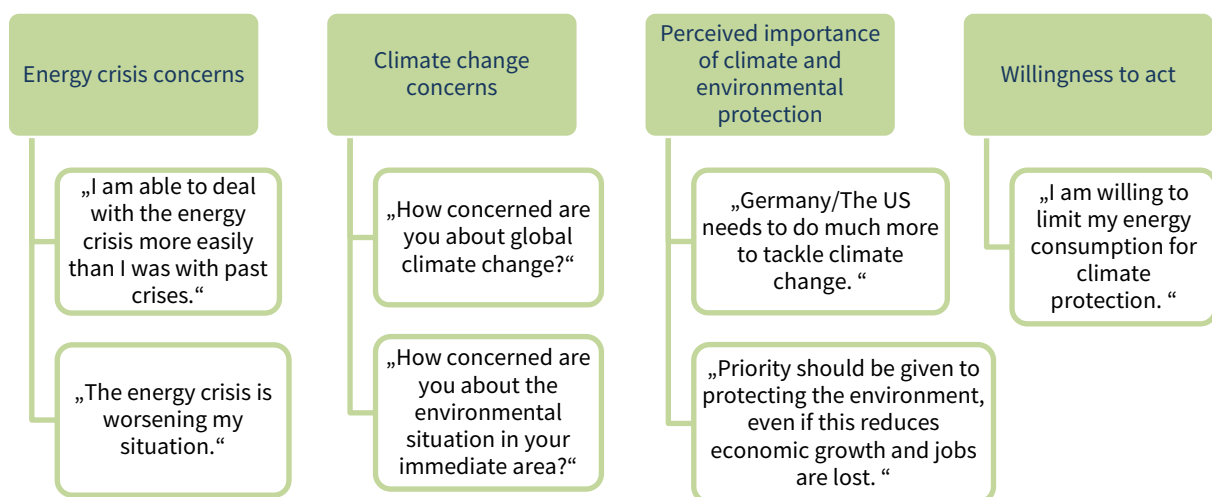 Energy crisis concerns
„I am able to deal
with the energy
crisis more easily
than I was with past
crises.“
„The energy crisis is
worsening my
situation.“
Climate change
concerns
„How concerned are
you about global
climate change?“
„How concerned are
you about the
environmental
situation in your
immediate area?“
Perceived importance
of climate and
environmental
protection
„Germany/The US
needs to do much more
to tackle climate
change. “
„Priority should be given to
protecting the environment,
even if this reduces
economic growth and jobs
are lost. “
Willingness to act
„I am willing to
limit my energy
consumption for
climate
protection. “